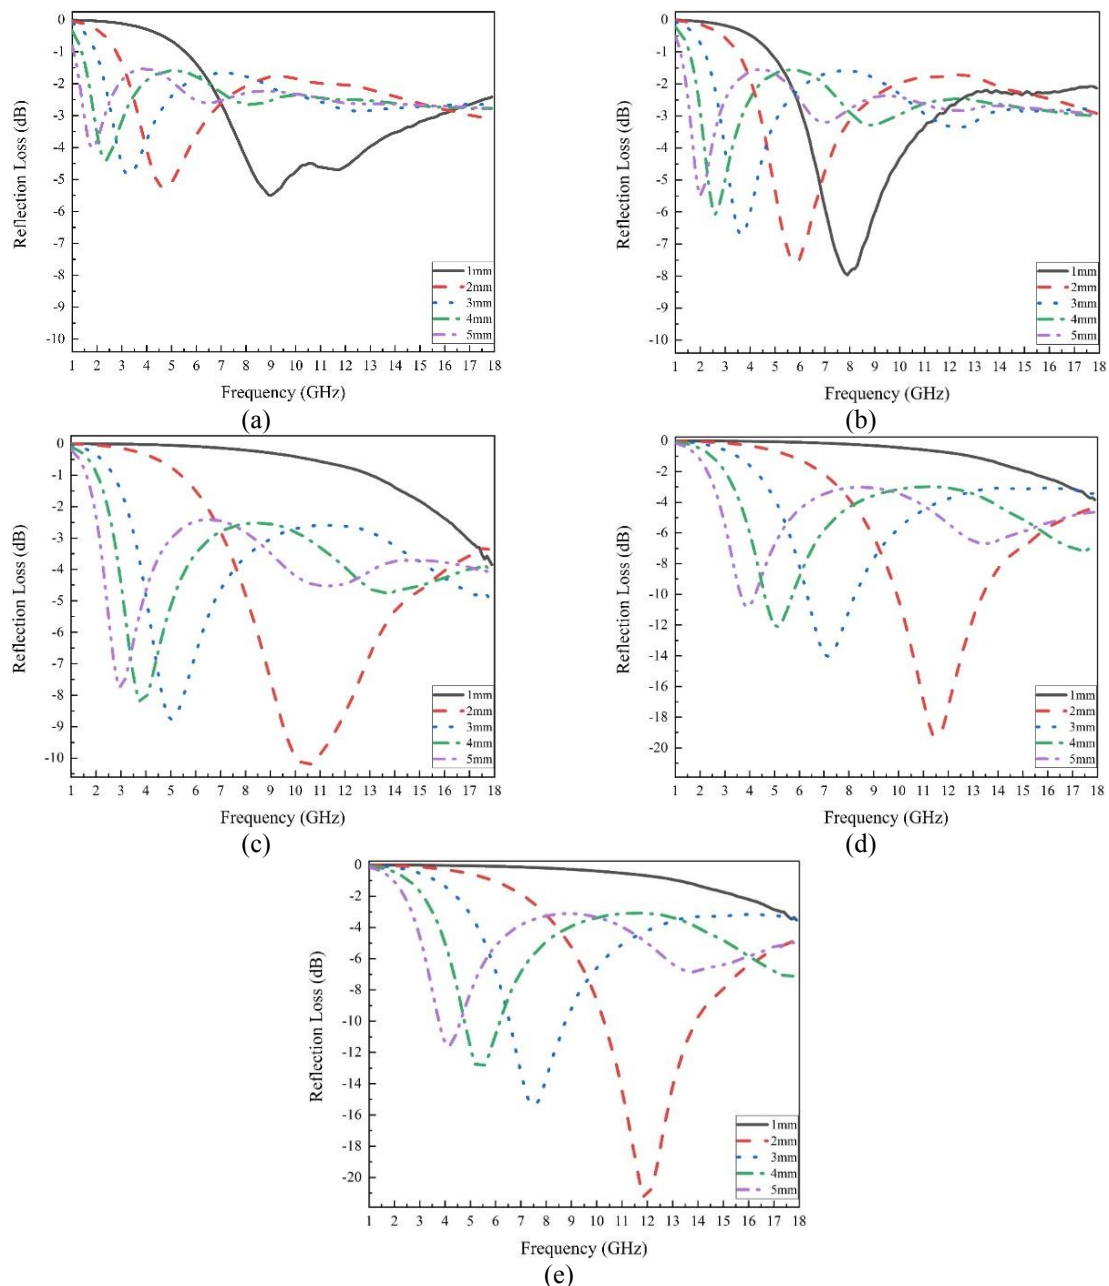 0
-1
-2
-3
-4
-5
-6
-7
-8
-9
-10
Reflection Loss (dB)
1mm
2mm
3mm
4mm
5mm
1 2 3 4 5 6 7 8 9 10 11 12 13 14 15 16 17 18
Frequency (GHz)
(a)
0
-1
-2
-3
-4
-5
-6
-7
-8
-9
-10
Reflection Loss (dB)
1mm
2mm
3mm
4mm
5mm
1 2 3 4 5 6 7 8 9 10 11 12 13 14 15 16 17 18
Frequency (GHz)
(b)
0
-1
-2
-3
-4
-5
-6
-7
-8
-9
-10
Reflection Loss (dB)
1mm
2mm
3mm
4mm
5mm
1 2 3 4 5 6 7 8 9 10 11 12 13 14 15 16 17 18
Frequency (GHz)
(c)
0
-2
-4
-6
-8
-10
-12
-14
-16
-18
-20
Reflection Loss (dB)
1mm
2mm
3mm
4mm
5mm
1 2 3 4 5 6 7 8 9 10 11 12 13 14 15 16 17 18
Frequency (GHz)
(d)
0
-2
-4
-6
-8
-10
-12
-14
-16
-18
-20
Reflection Loss (dB)
1mm
2mm
3mm
4mm
5mm
1 2 3 4 5 6 7 8 9 10 11 12 13 14 15 16 17 18
Frequency (GHz)
(e)